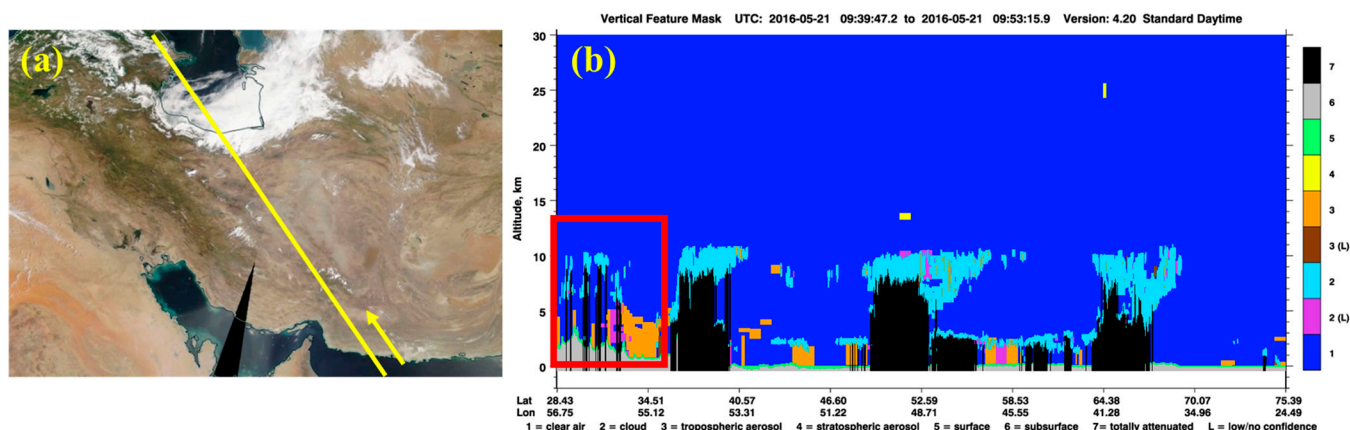 (a)
Vertical Feature Mask UTC: 2016-05-21 09:39:47.2 to 2016-05-21 09:53:15.9 Version: 4.20 Standard Daytime
(b)
Altitude, km
30
25
20
15
10
5
0
7
6
5
4
3
3 (L)
2
2 (L)
1
Lat 28.43 34.51 40.57 46.60 52.59 58.53 64.38 70.07 75.39
Lon 56.75 55.12 53.31 51.22 48.71 45.55 41.28 34.96 24.49
1 = clear air 2 = cloud 3 = tropospheric aerosol 4 = stratospheric aerosol 5 = surface 6 = subsurface 7= totally attenuated L = low/no confidence